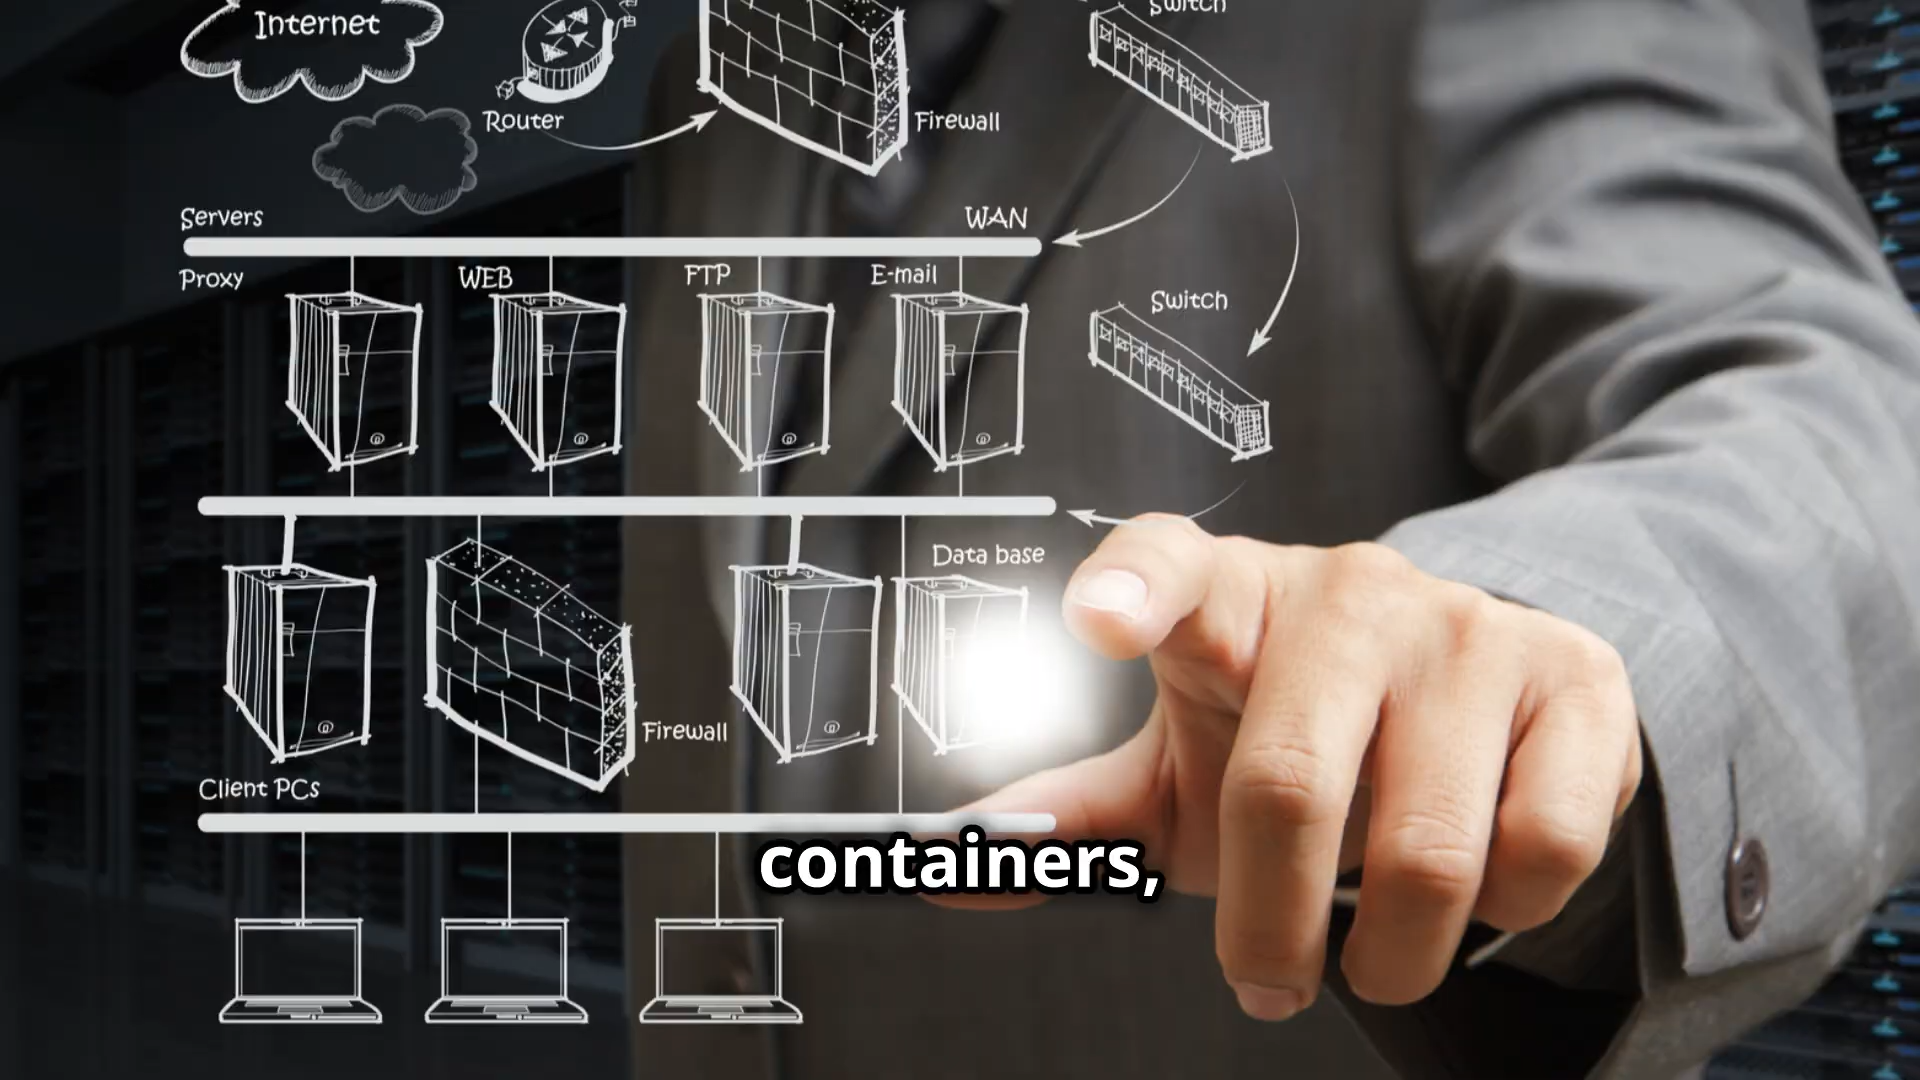 Internet
Switch
Router
Firewall
Servers
WAN
Proxy
WEB
FTP
E-mail
Switch
Data base
Firewall
Client PCs
containers,